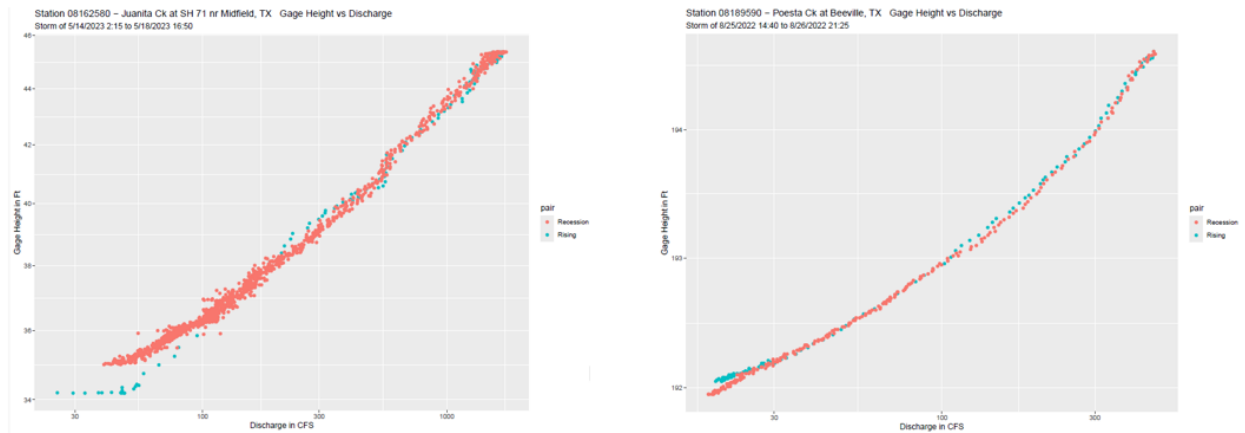 Station 08162580 – Juanita Ck at SH 71 nr Midfield, TX   Gage Height vs Discharge
Storm of 5/14/2023 2:15 to 5/18/2023 16:50
46
44
42
40
38
36
34
Gage Height in Ft
30
100
300
1000
Discharge in CFS
pair
Recession
Rising
Station 08189590 – Poesta Ck at Beeville, TX   Gage Height vs Discharge
Storm of 8/25/2022 14:40 to 8/26/2022 21:25
194
193
192
Gage Height in Ft
30
100
300
Discharge in CFS
pair
Recession
Rising